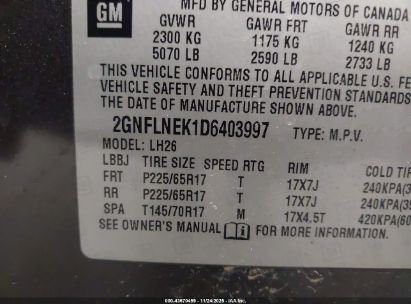 MFD BY GENERAL MOTORS OF CANADA
GM
GVWR GAWR FRT GAWR RR
2300 KG 1175 KG 1240 KG
5070 LB 2590 LB 2733 LB
THIS VEHICLE CONFORMS TO ALL APPLICABLE U.S. FE
VEHICLE SAFETY AND THEFT PREVENTION STANDARDS
THE DATE OF MANUFACTURE SHOWN ABOVE.
2GNFLNEK1D6403997 TYPE: M.P.V.
MODEL: LH26
LBBJ TIRE SIZE SPEED RTG RIM COLD TI
FRT P225/65R17 T 17X7J 240KPA(35
RR P225/65R17 T 17X7J 240KPA(35
SPA T145/70R17 M 17X4.5T 420KPA(60
SEE OWNER'S MANUAL i FOR MORE INFORMATION.